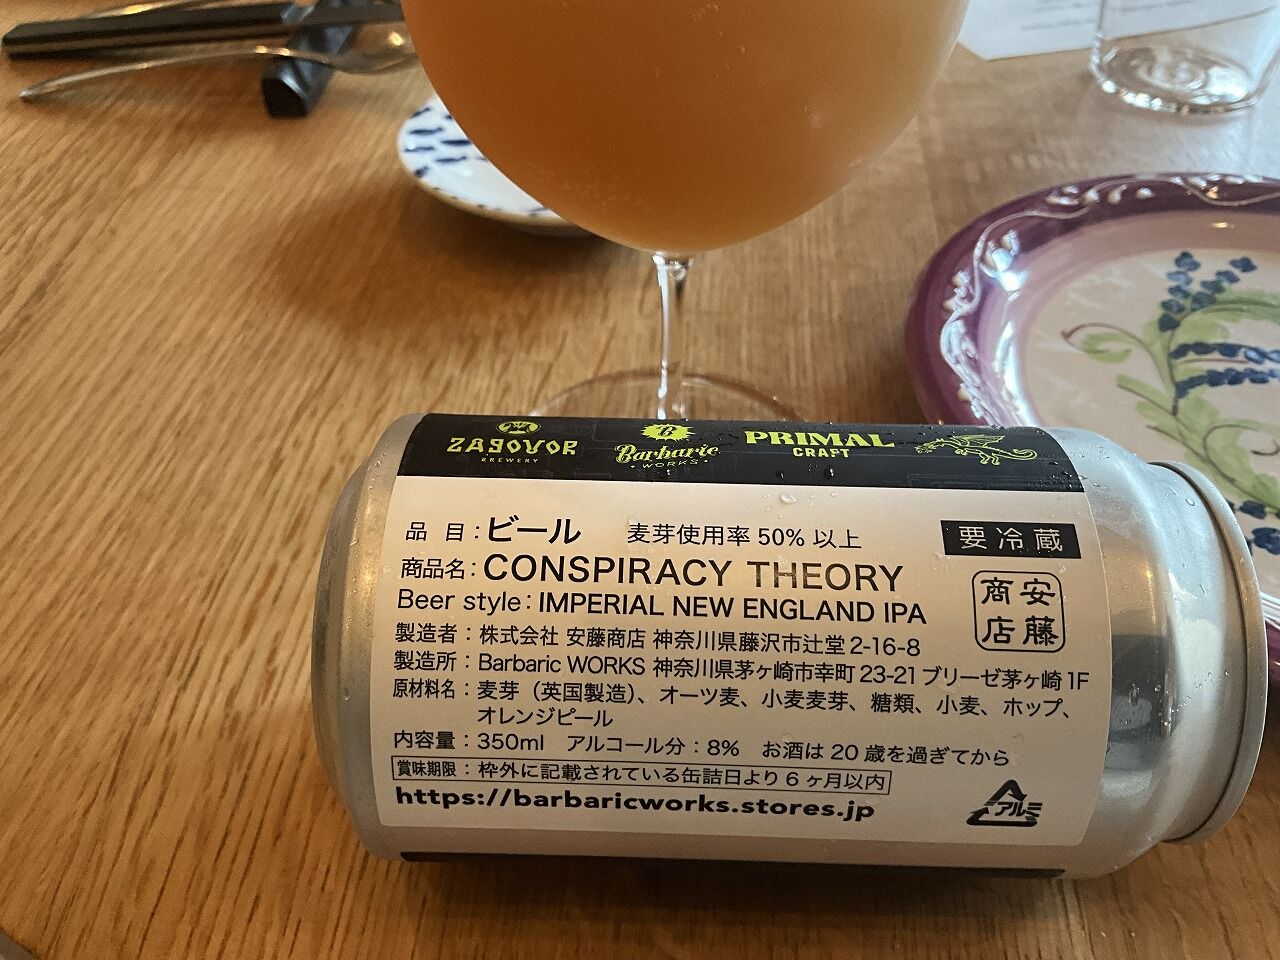 ZAGOVOR
BREWERY
B
Barbaric
WORKS
PRIMAL
CRAFT
品目：ビール　麦芽使用率 50% 以上
要冷蔵
商品名：CONSPIRACY THEORY
Beer style：IMPERIAL NEW ENGLAND IPA
安藤商店
製造者：株式会社 安藤商店 神奈川県藤沢市辻堂 2-16-8
製造所：Barbaric WORKS 神奈川県茅ヶ崎市幸町 23-21 ブリーゼ茅ヶ崎 1F
原材料名：麦芽（英国製造）、オーツ麦、小麦麦芽、糖類、小麦、ホップ、
オレンジピール
内容量：350ml　アルコール分：8%　お酒は 20 歳を過ぎてから
賞味期限：枠外に記載されている缶詰日より 6 ヶ月以内
https://barbaricworks.stores.jp
アルミ